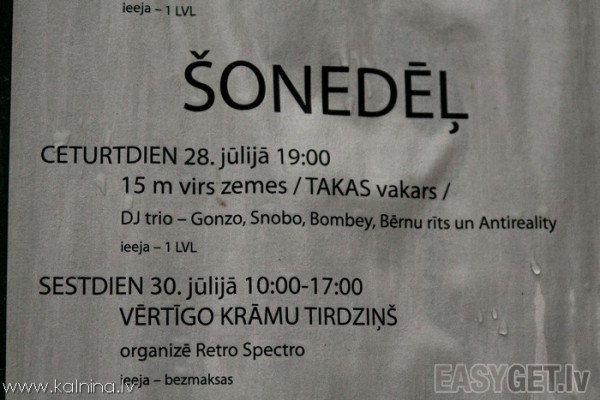 ieeja – 1 LVL
ŠONEDĒĻ
CETURTDIEN 28. jūlijā 19:00
15 m virs zemes / TAKAS vakars /
DJ trio – Gonzo, Snobo, Bombey, Bērnu rīts un Antireality
ieeja – 1 LVL
SESTDIEN 30. jūlijā 10:00-17:00
VĒRTĪGO KRĀMU TIRDZIŅŠ
organizē Retro Spectro
ieeja – bezmaksas
www.kalnina.lv
EASYGET.lv